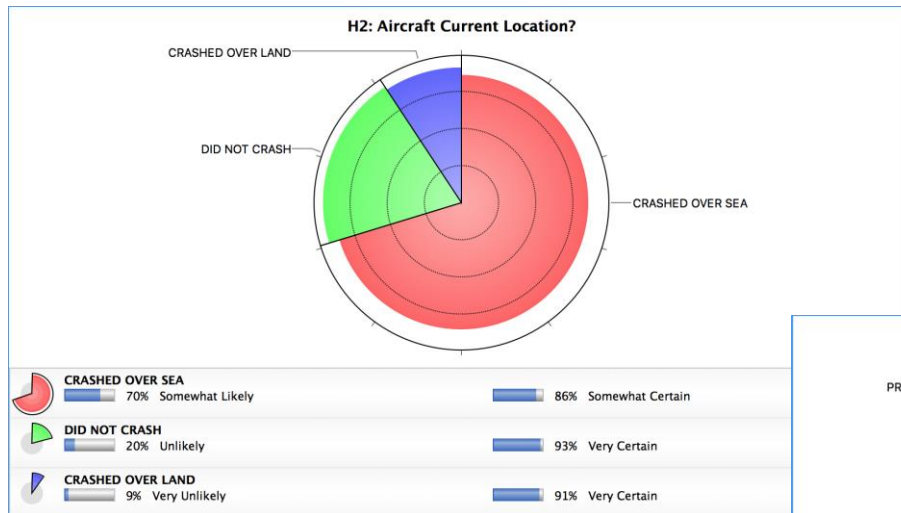 H2: Aircraft Current Location?
CRASHED OVER LAND
DID NOT CRASH
CRASHED OVER SEA
CRASHED OVER SEA
70% Somewhat Likely 86% Somewhat Certain
DID NOT CRASH
20% Unlikely 93% Very Certain
CRASHED OVER LAND
9% Very Unlikely 91% Very Certain
PR